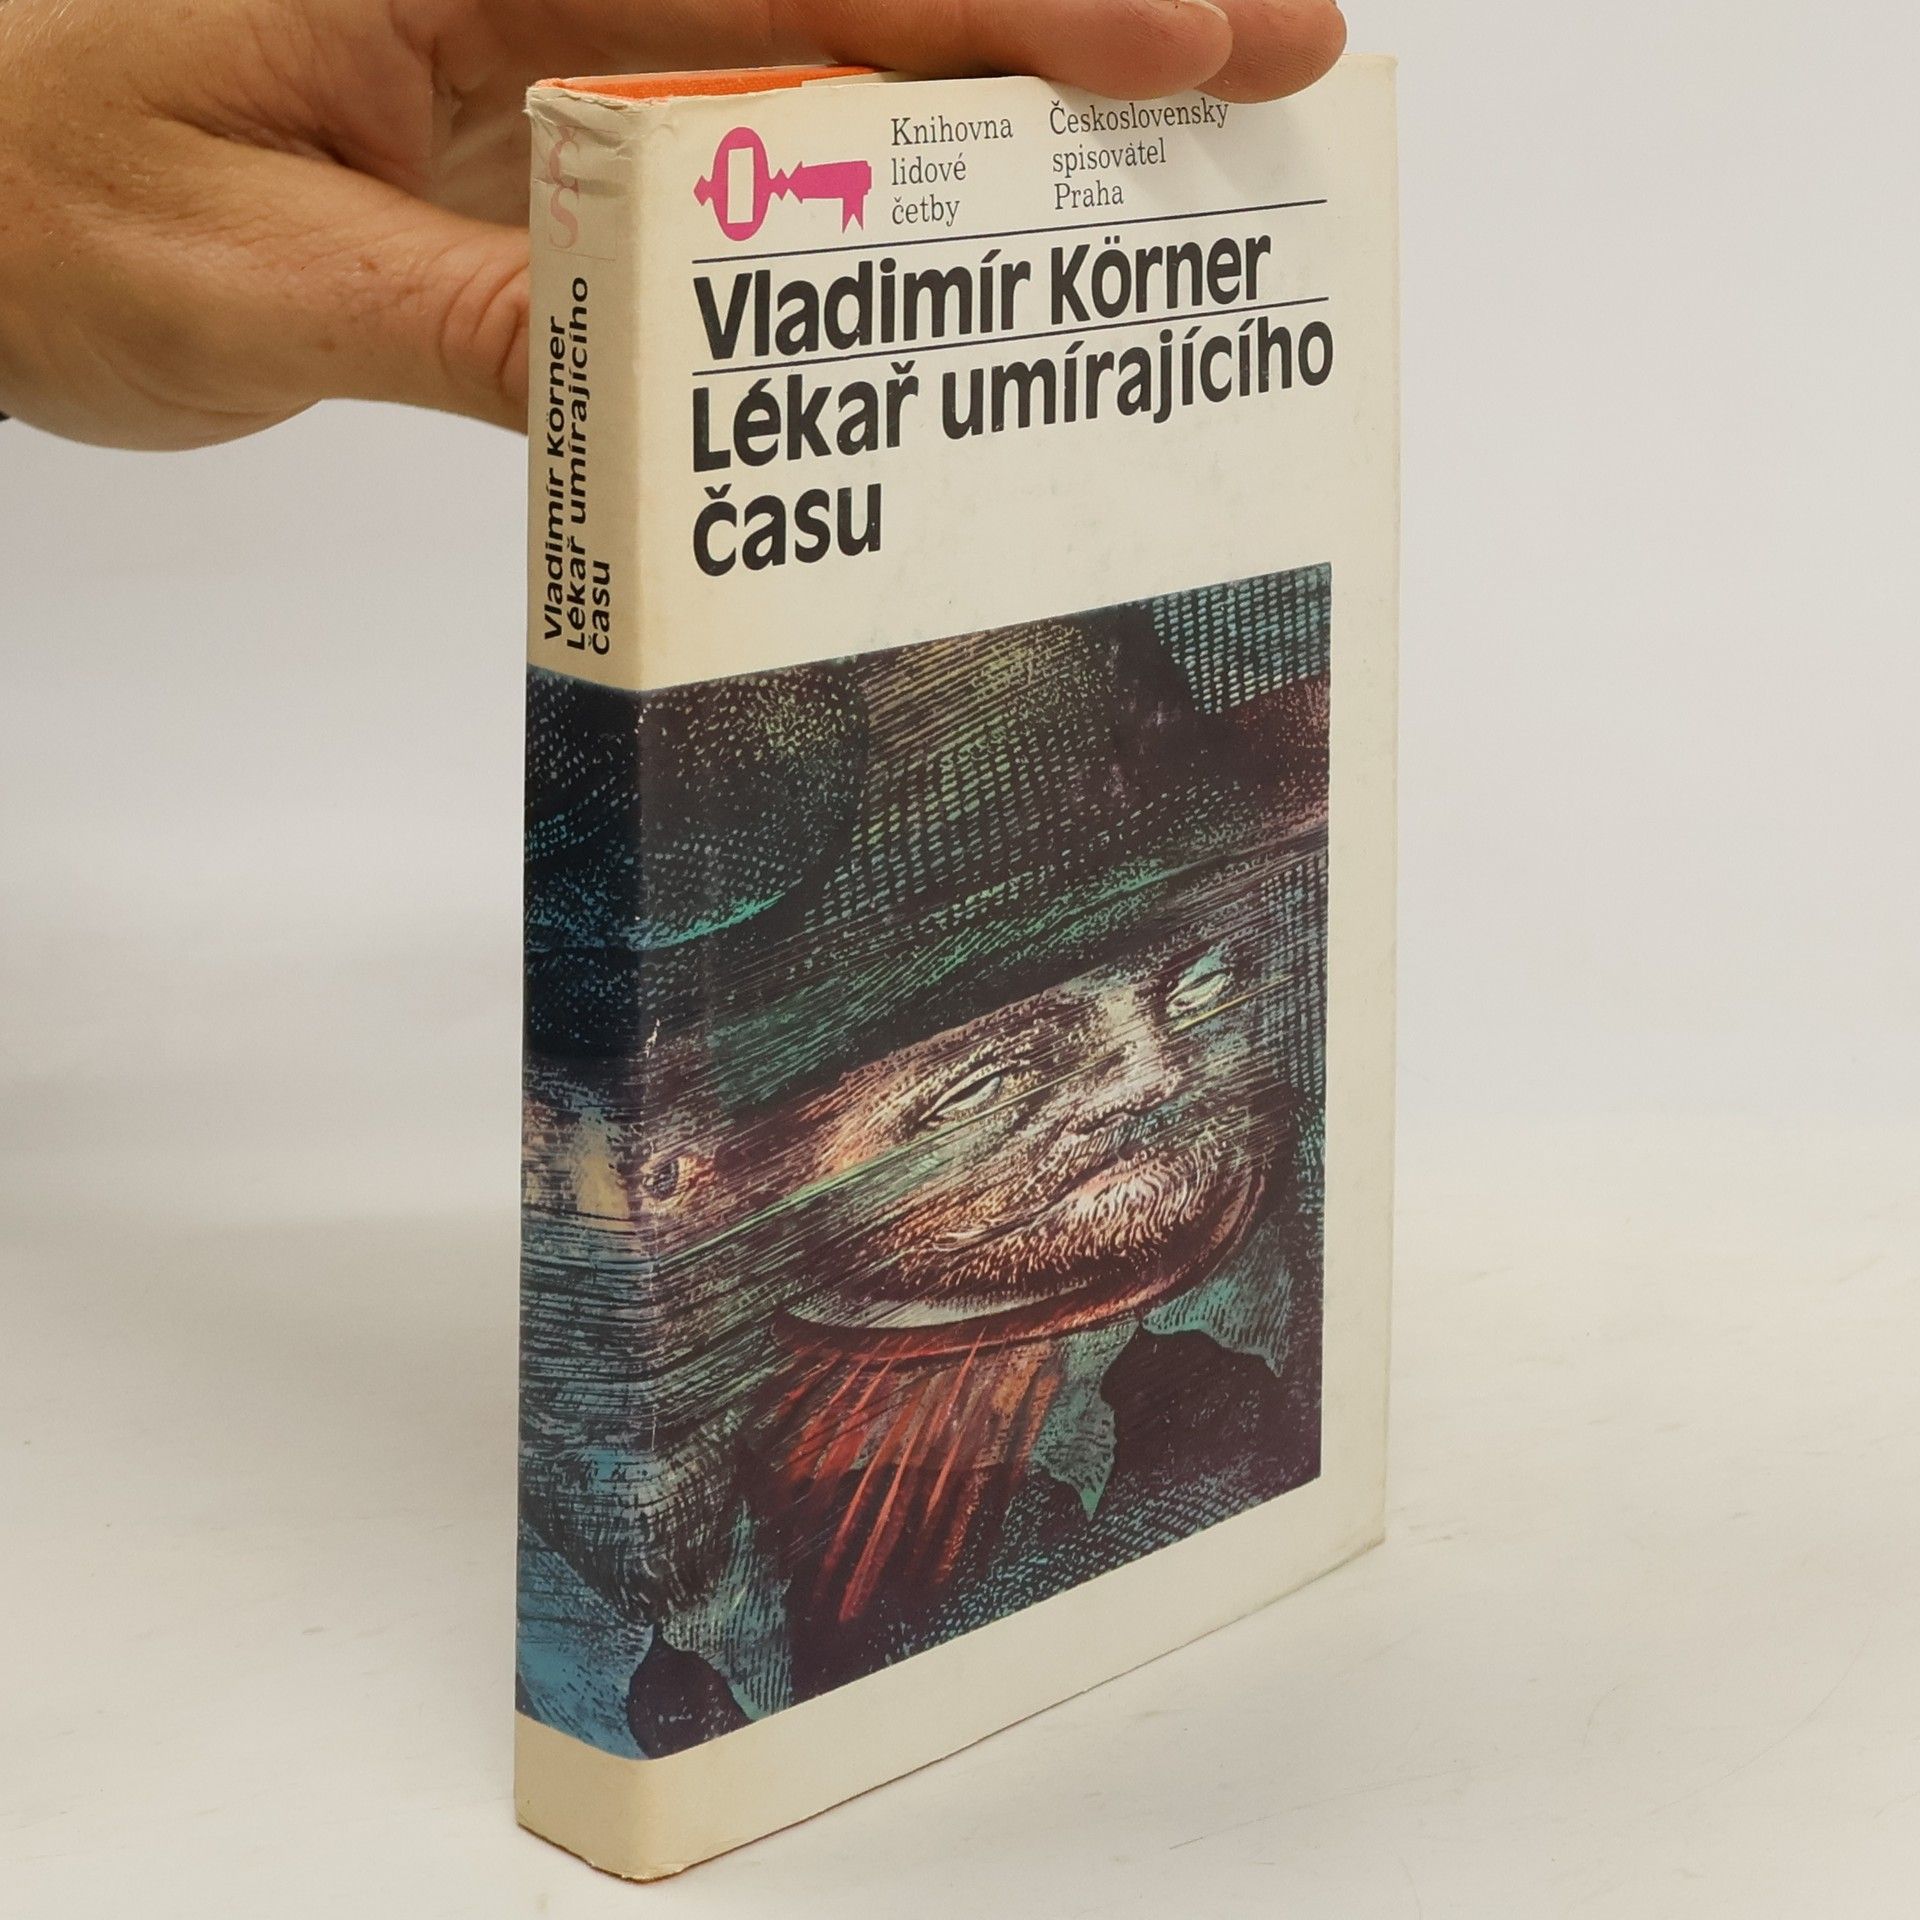 Knihovna
lidové
četby
Československý
spisovatel
Praha
Vladimír Körner
Lékař umírajícího
času
ČS
Vladimír Körner
Lékař umírajícího
času